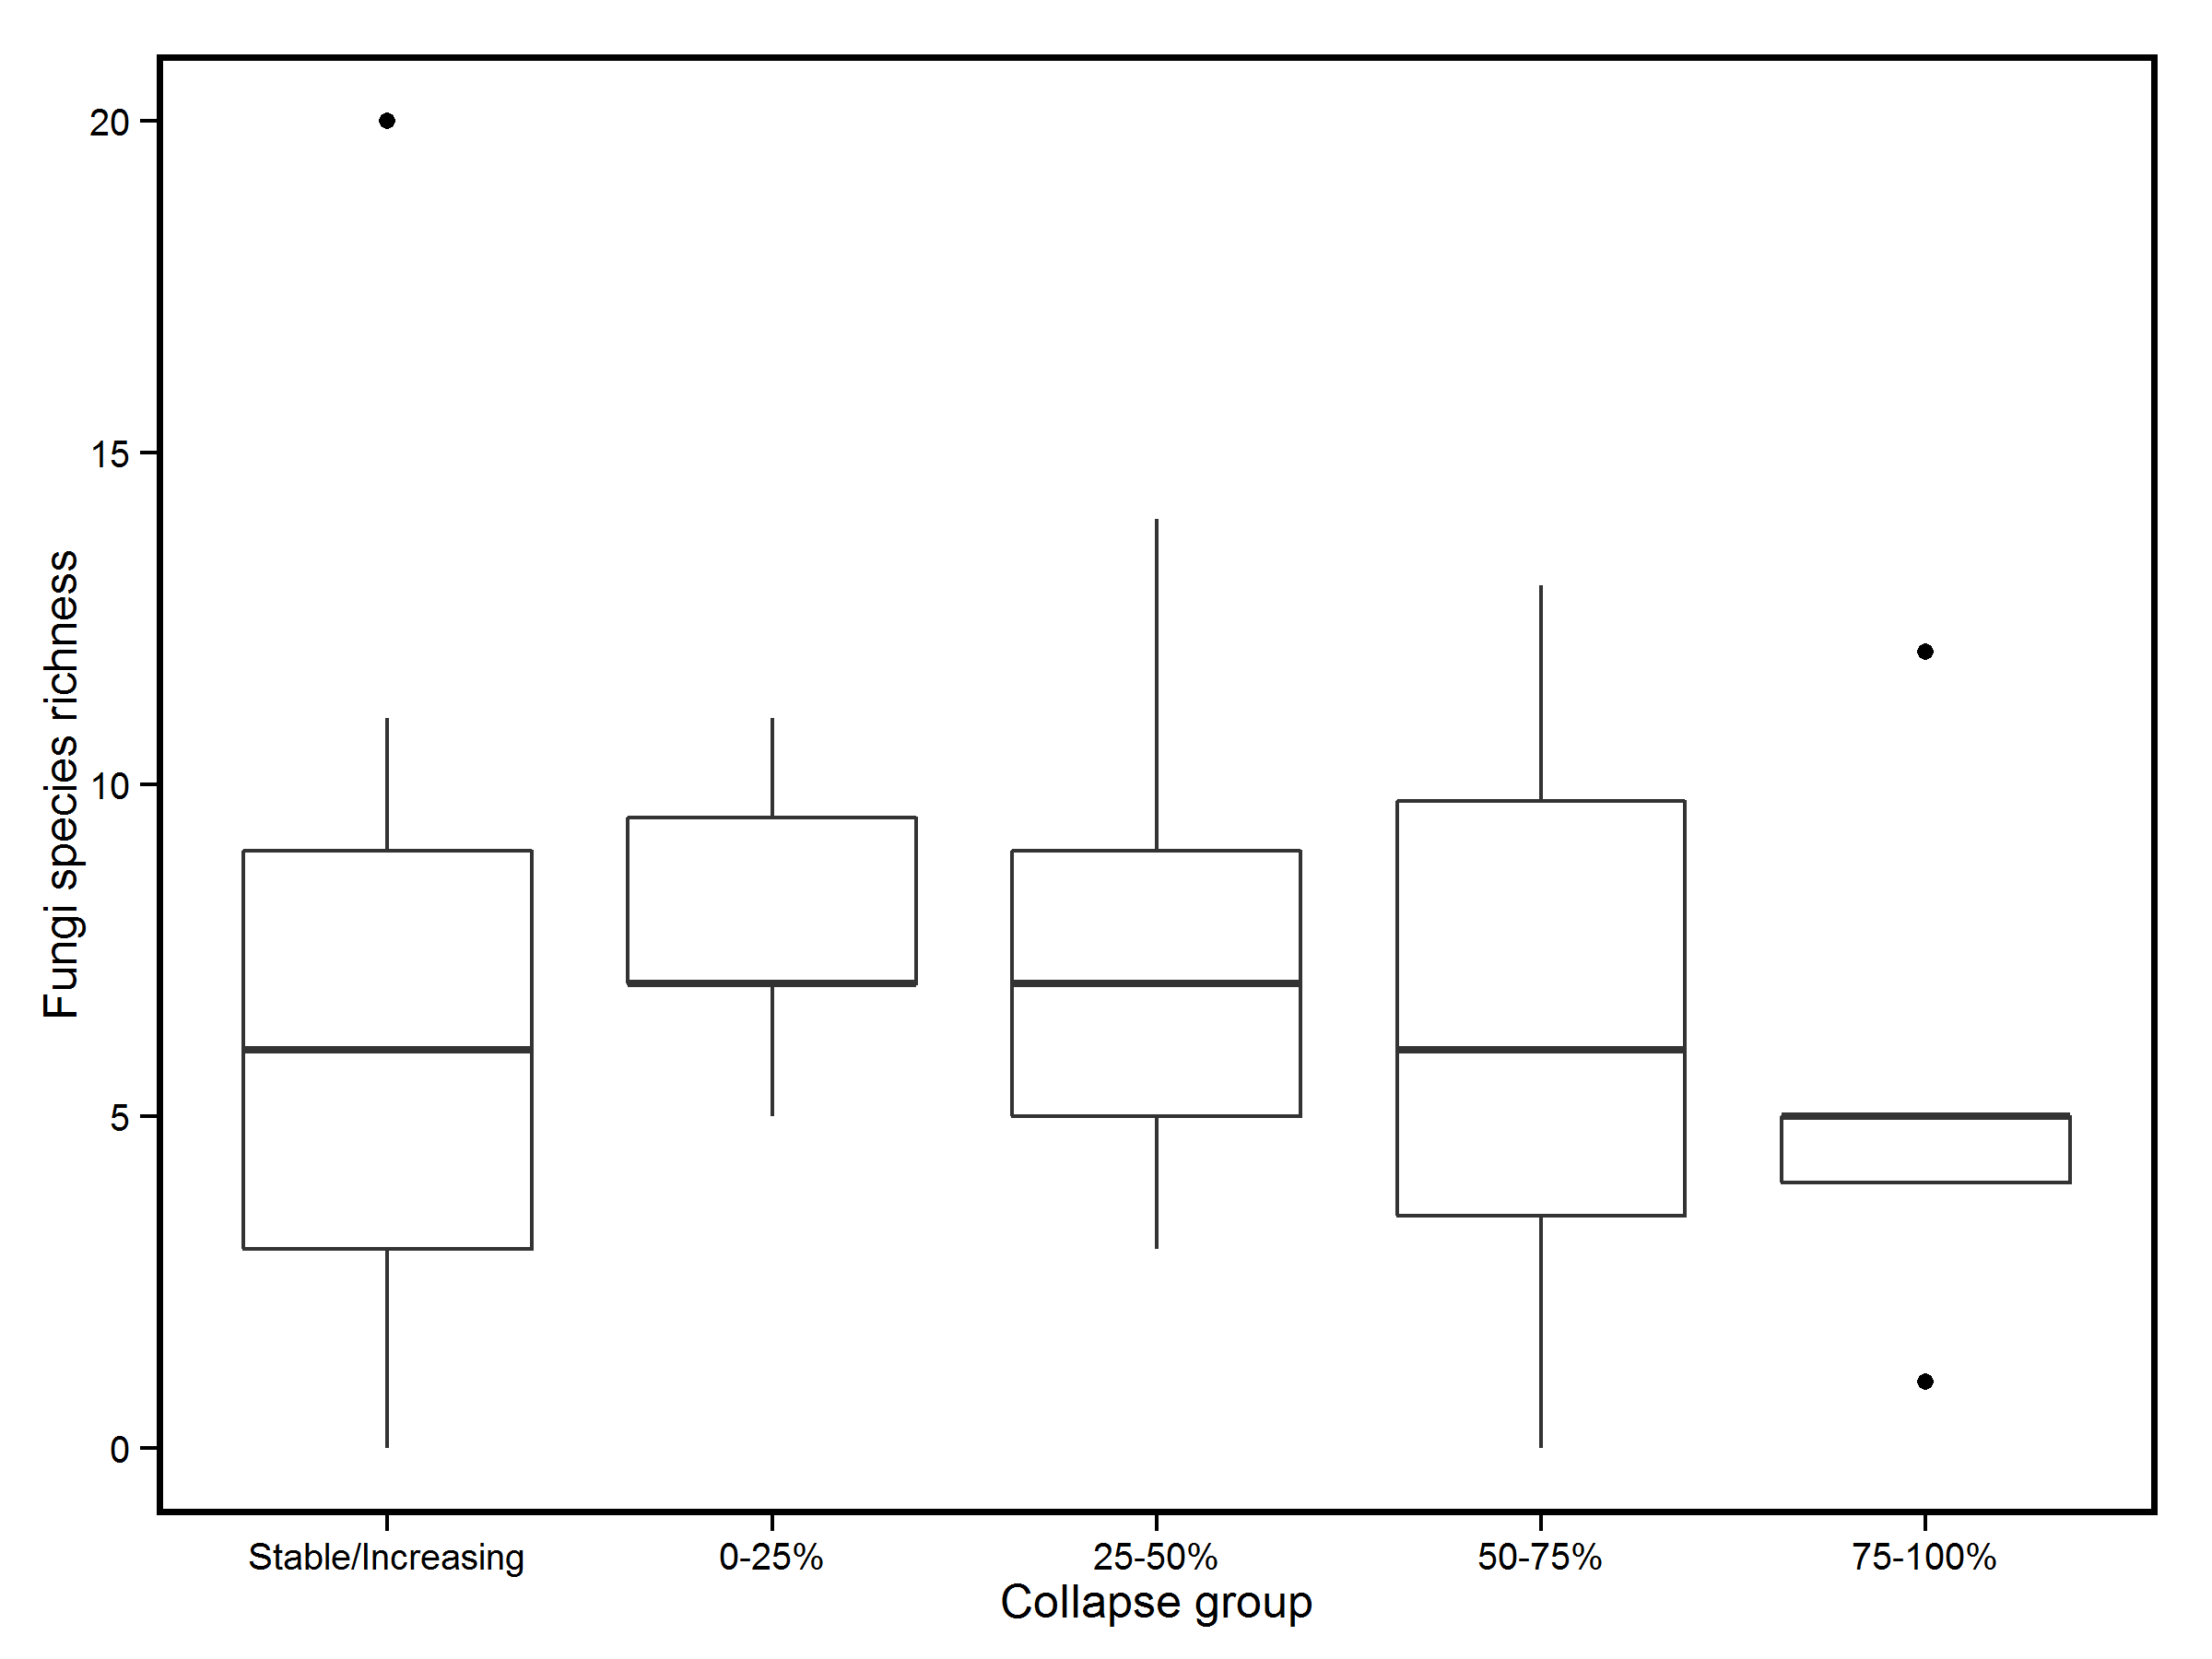 Fungi species richness
20
15
10
5
0
Stable/Increasing 0-25% 25-50% 50-75% 75-100%
Collapse group